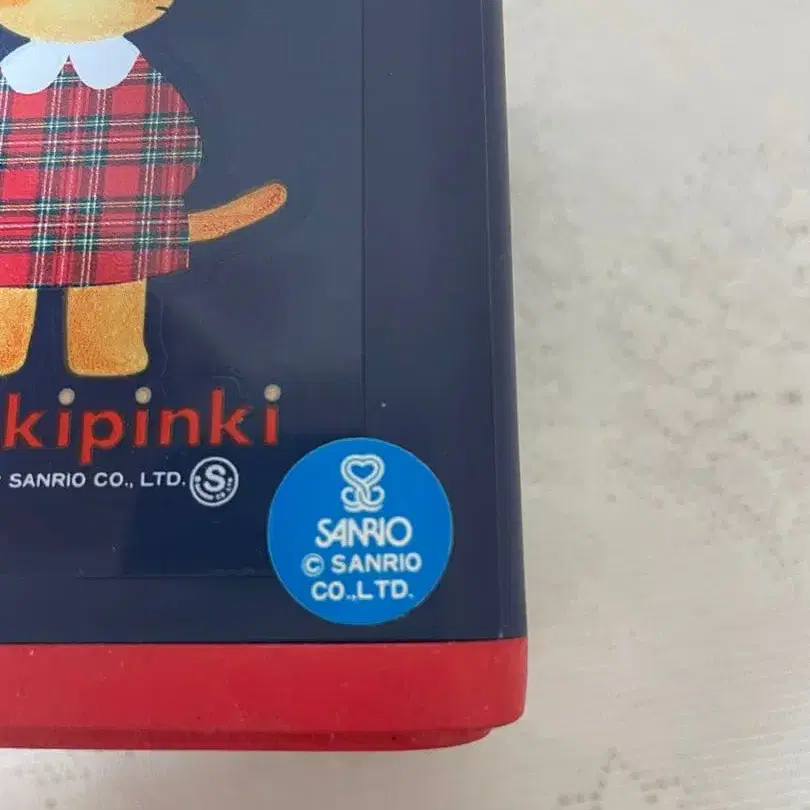 kipinki
SANRIO CO., LTD. S
SANRIO
© SANRIO
CO.,LTD.